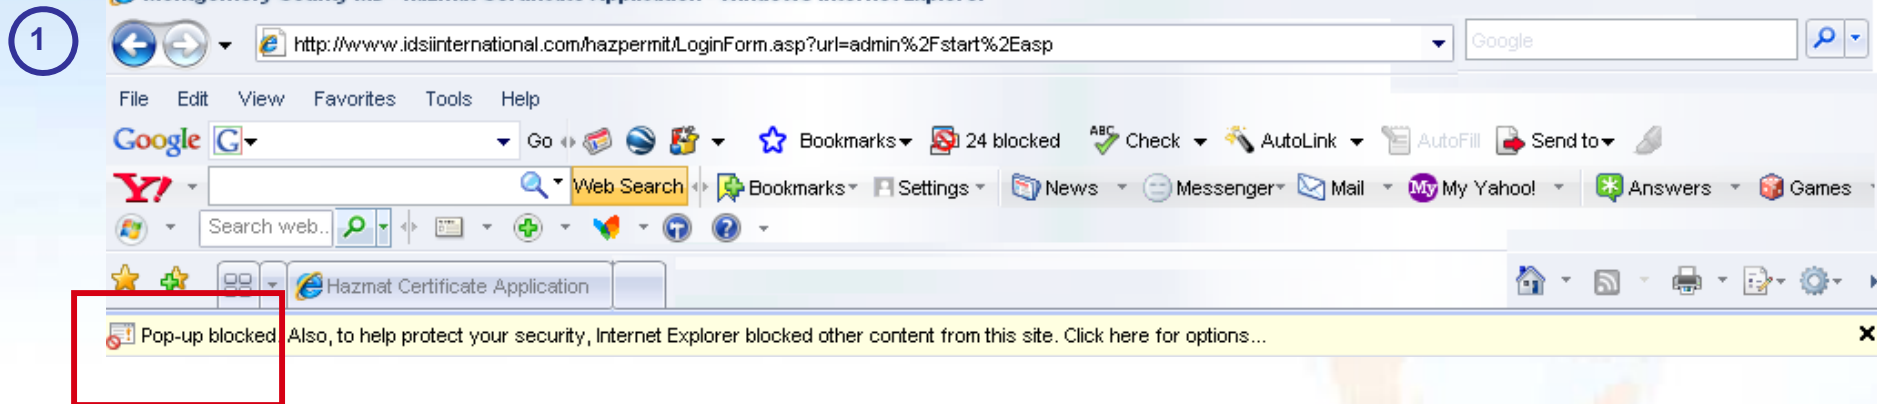 1
http://www.idsiinternational.com/hazpermit/LoginForm.asp?url=admin%2Fstart%2Easp
Google
File Edit View Favorites Tools Help
Google G Go 24 blocked Bookmarks ABC Check AutoLink AutoFill Send to
Y! Web Search Bookmarks Settings News Messenger Mail My My Yahoo! Answers Games
Search web..
Hazmat Certificate Application
Pop-up blocked. Also, to help protect your security, Internet Explorer blocked other content from this site. Click here for options...